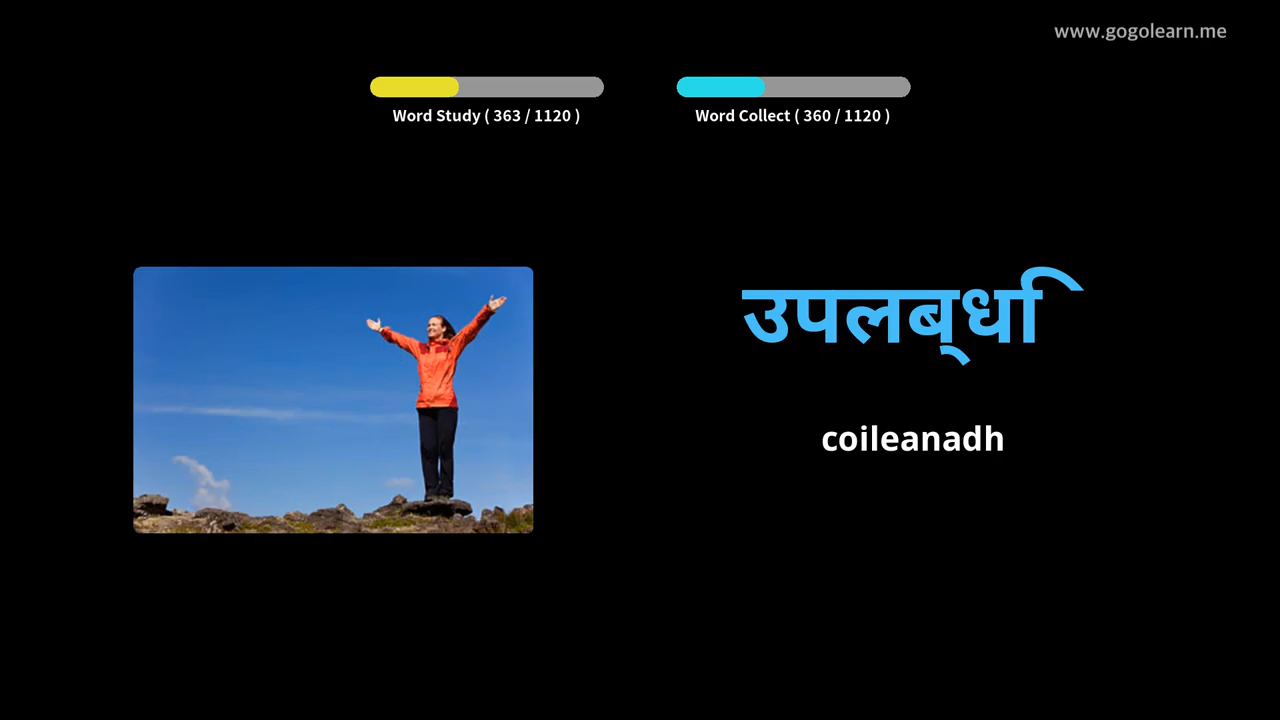 www.gogolearn.me
Word Study ( 363 / 1120 )
Word Collect ( 360 / 1120 )
उपलब्धि
coileanadh